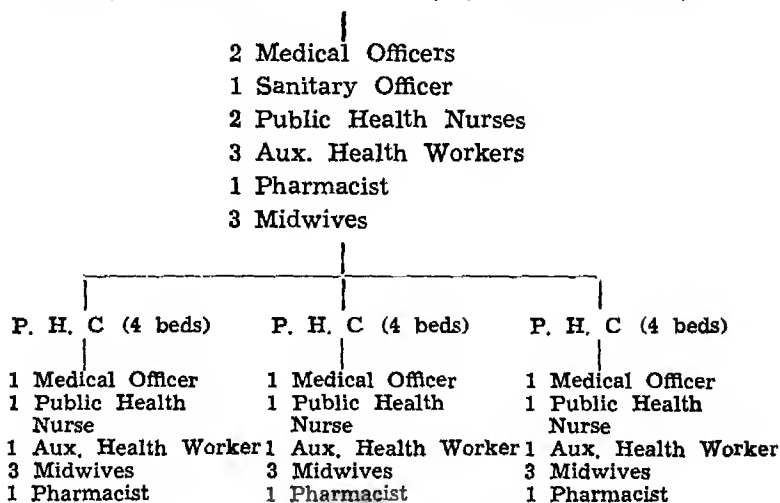 2 Medical Officers
1 Sanitary Officer
2 Public Health Nurses
3 Aux. Health Workers
1 Pharmacist
3 Midwives
P. H. C (4 beds)
1 Medical Officer
1 Public Health
Nurse
1 Aux. Health Worker
3 Midwives
1 Pharmacist
P. H. C (4 beds)
1 Medical Officer
1 Public Health
Nurse
1 Aux. Health Worker
3 Midwives
1 Pharmacist
P. H. C (4 beds)
1 Medical Officer
1 Public Health
Nurse
1 Aux. Health Worker
3 Midwives
1 Pharmacist